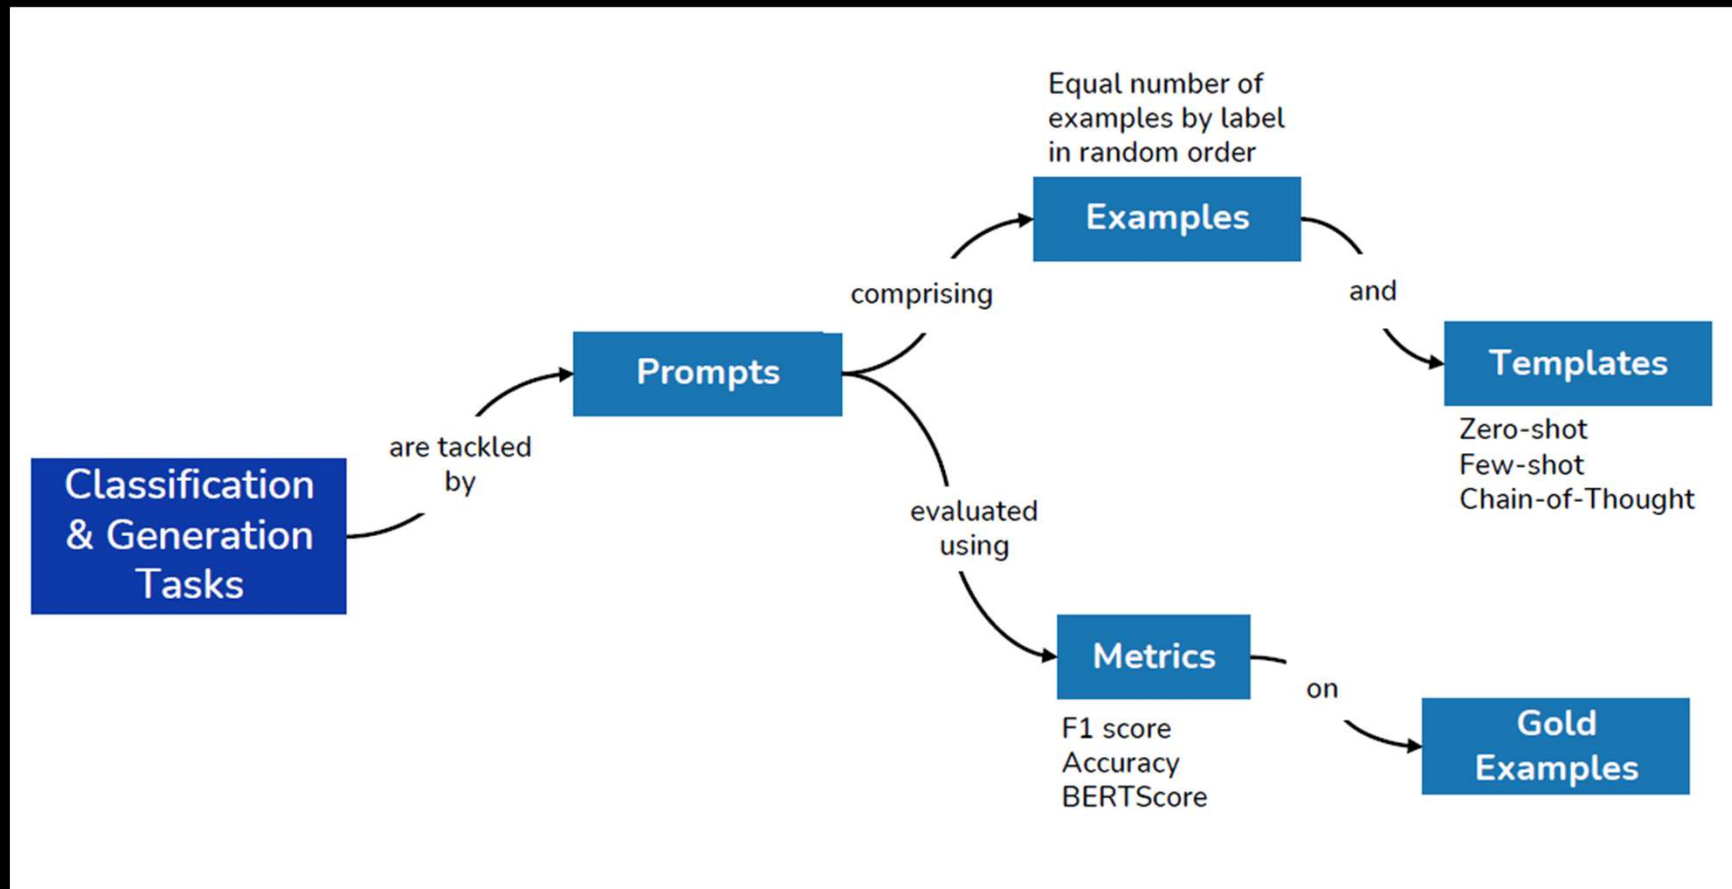 Equal number of
examples by label
in random order
Examples
comprising
and
Prompts
Templates
Zero-shot
Few-shot
Chain-of-Thought
are tackled
by
Classification
& Generation
Tasks
evaluated
using
Metrics
F1 score
Accuracy
BERTScore
on
Gold
Examples